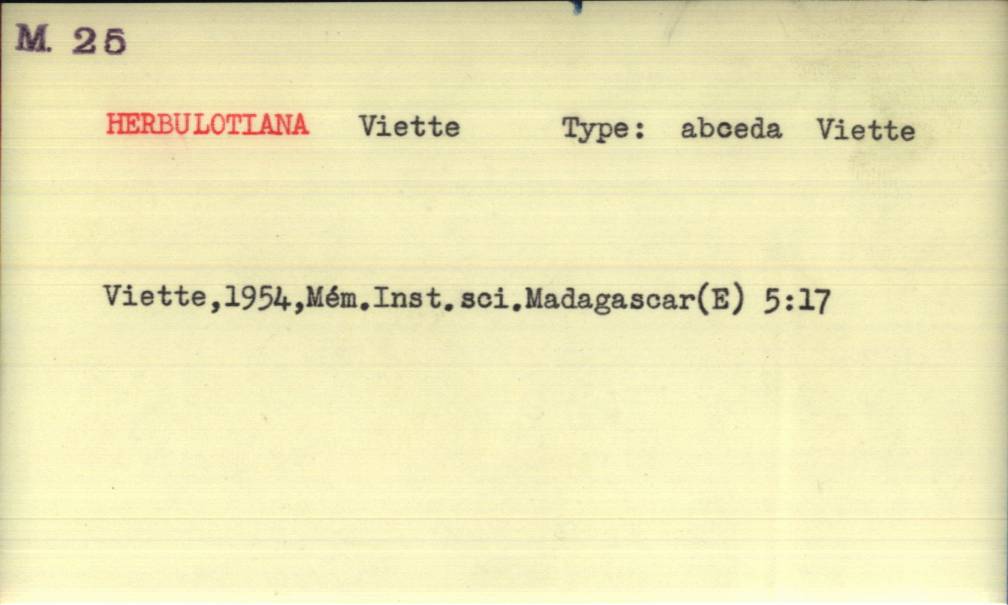 M. 25
HERBULOTIANA Viette Type: abceda Viette
Viette,1954,Mém.Inst.sci.Madagascar(E) 5:17